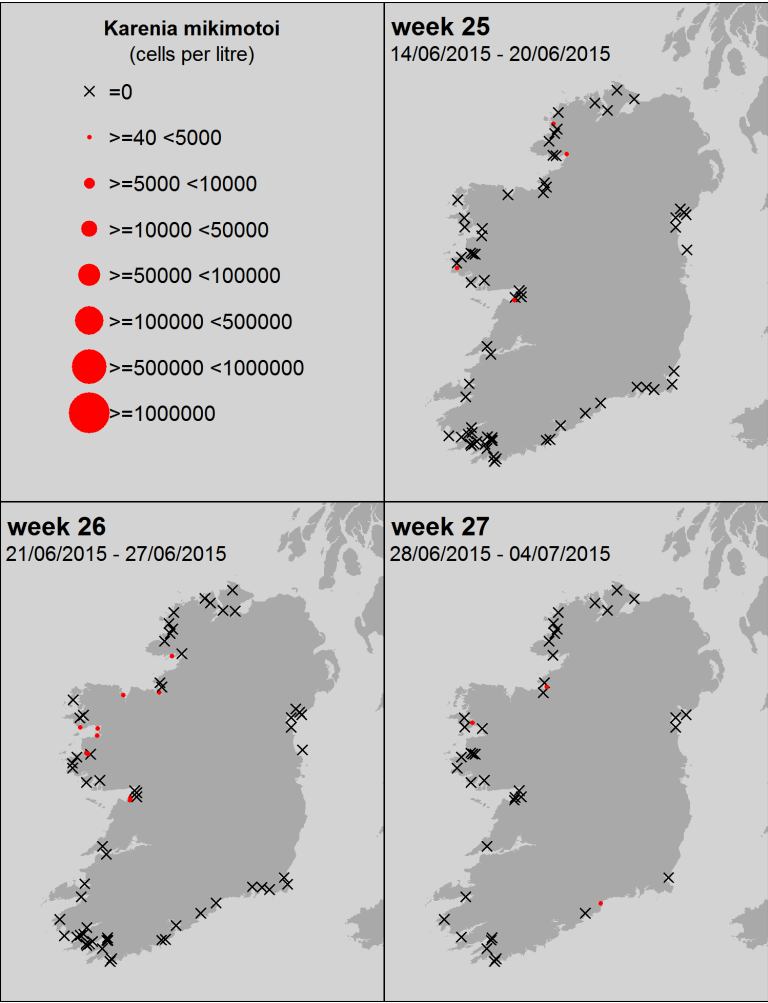 Karenia mikimotoi
(cells per litre)
=0
>=40 <5000
>=5000 <10000
>=10000 <50000
>=50000 <100000
>=100000 <500000
>=500000 <1000000
>=1000000
week 25
14/06/2015 - 20/06/2015
week 26
21/06/2015 - 27/06/2015
week 27
28/06/2015 - 04/07/2015